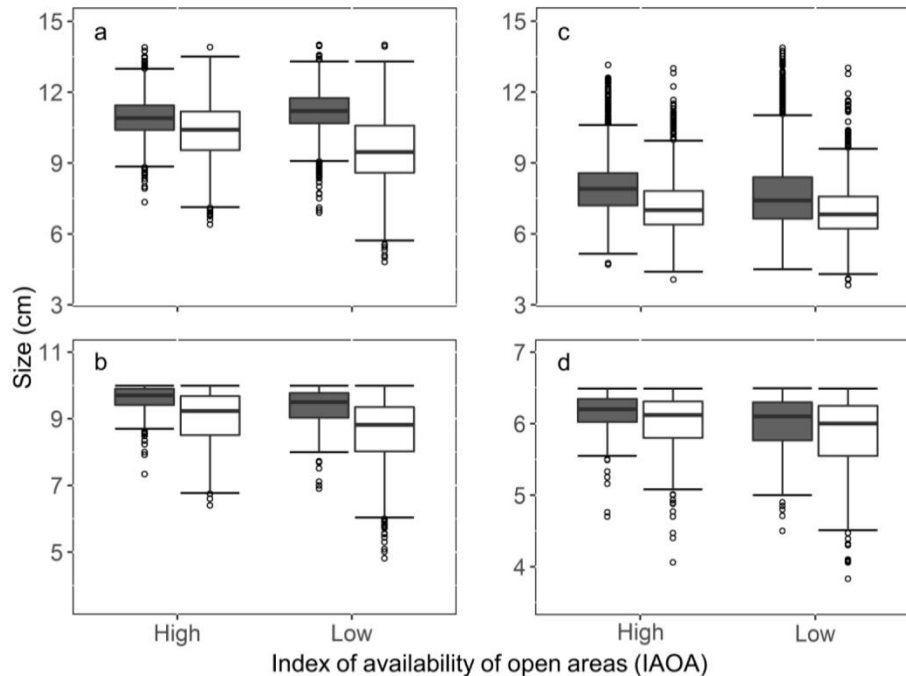 15
12
9
6
3
a
15
12
9
6
3
c
Size (cm)
11
9
7
5
b
7
6
5
4
d
High
Low
High
Low
Index of availability of open areas (IAOA)